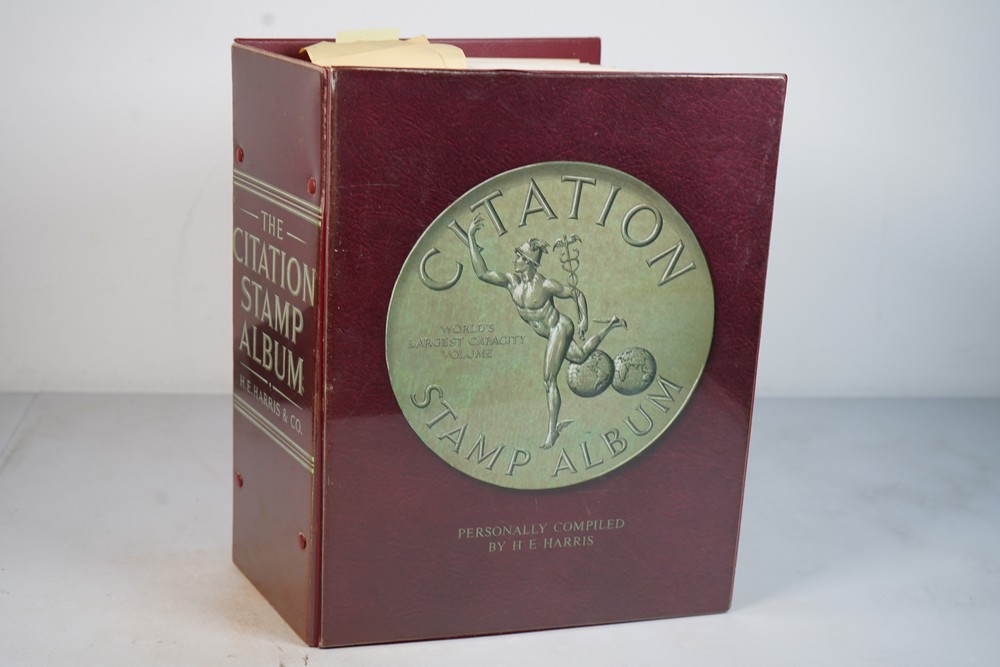 THE
CITATION
STAMP
ALBUM
H. E. HARRIS & CO.
CITATION
WORLD'S
LARGEST CAPACITY
VOLUME
STAMP ALBUM
PERSONALLY COMPILED
BY H E HARRIS